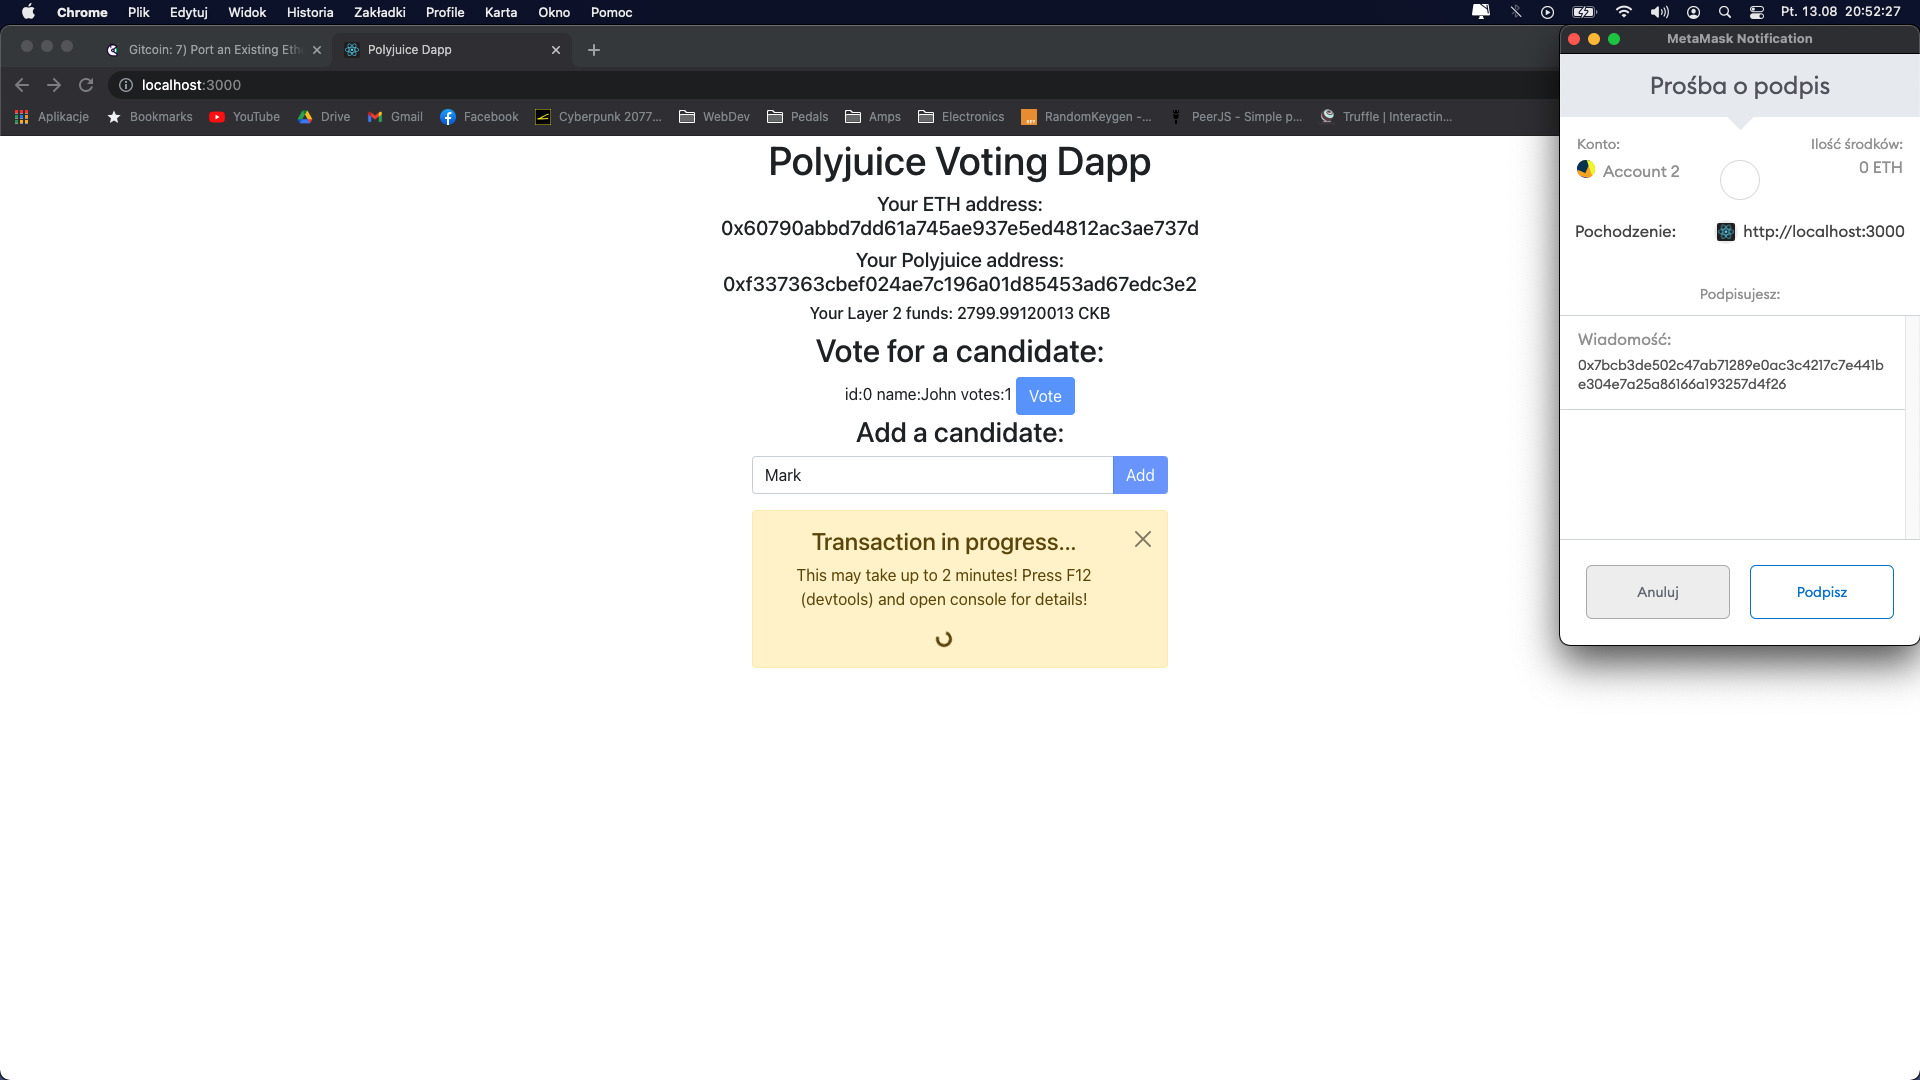 Chrome Plik Edytuj Widok Historia Zakładki Profile Karta Okno Pomoc
Pt. 13.08 20:52:27
Gitcoin: 7) Port an Existing Eth
Polyjuice Dapp
localhost:3000
Aplikacje Bookmarks YouTube Drive Gmail Facebook Cyberpunk 2077... WebDev Pedals Amps Electronics RandomKeygen -... PeerJS - Simple p... Truffle | Interactin...
Polyjuice Voting Dapp
Your ETH address:
0x60790abbd7dd61a745ae937e5ed4812ac3ae737d
Your Polyjuice address:
0xf337363cbef024ae7c196a01d85453ad67edc3e2
Your Layer 2 funds: 2799.99120013 CKB
Vote for a candidate:
id:0 name:John votes:1 Vote
Add a candidate:
Mark Add
Transaction in progress...
This may take up to 2 minutes! Press F12
(devtools) and open console for details!
MetaMask Notification
Prośba o podpis
Konto:
Ilość środków:
Account 2
0 ETH
Pochodzenie: http://localhost:3000
Podpisujesz:
Wiadomość:
0x7bcb3de502c47ab71289e0ac3c4217c7e441b
e304e7a25a86166a193257d4f26
Anuluj Podpisz